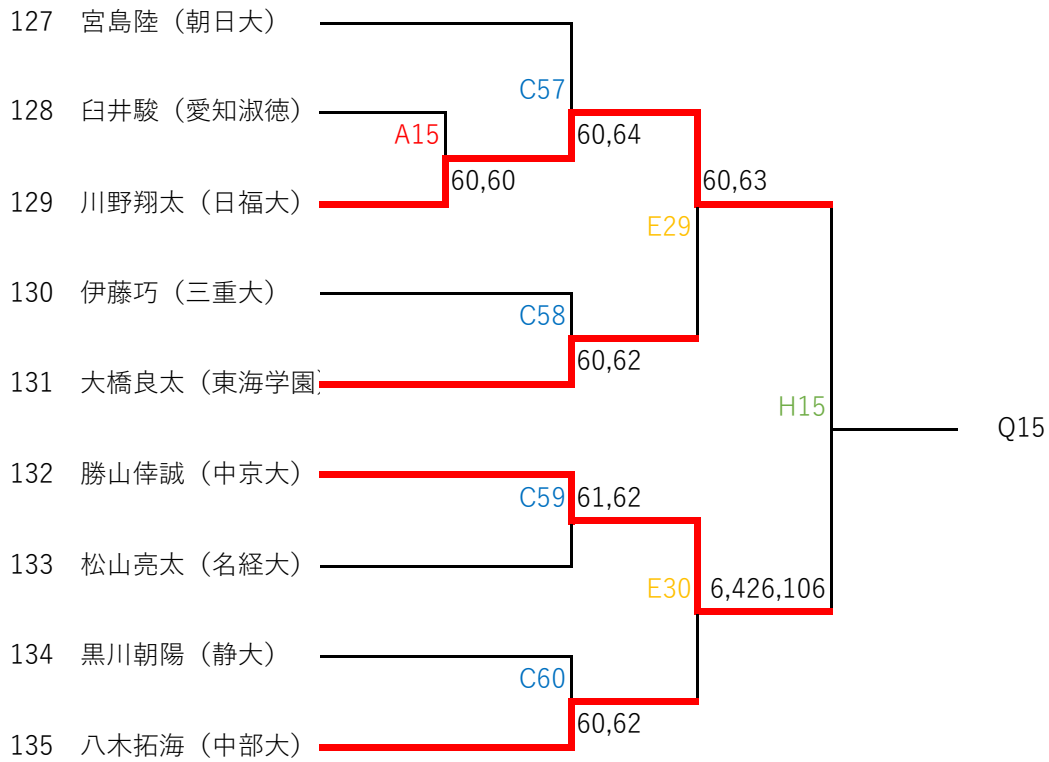 127 宮島陸（朝日大）
C57
128 臼井駿（愛知淑徳）
A15
60,64
60,60
60,63
129 川野翔太（日福大）
E29
130 伊藤巧（三重大）
C58
60,62
131 大橋良太（東海学園）
H15
Q15
132 勝山倖誠（中京大）
C59
61,62
133 松山亮太（名経大）
E30
6,426,106
134 黒川朝陽（静大）
C60
60,62
135 八木拓海（中部大）